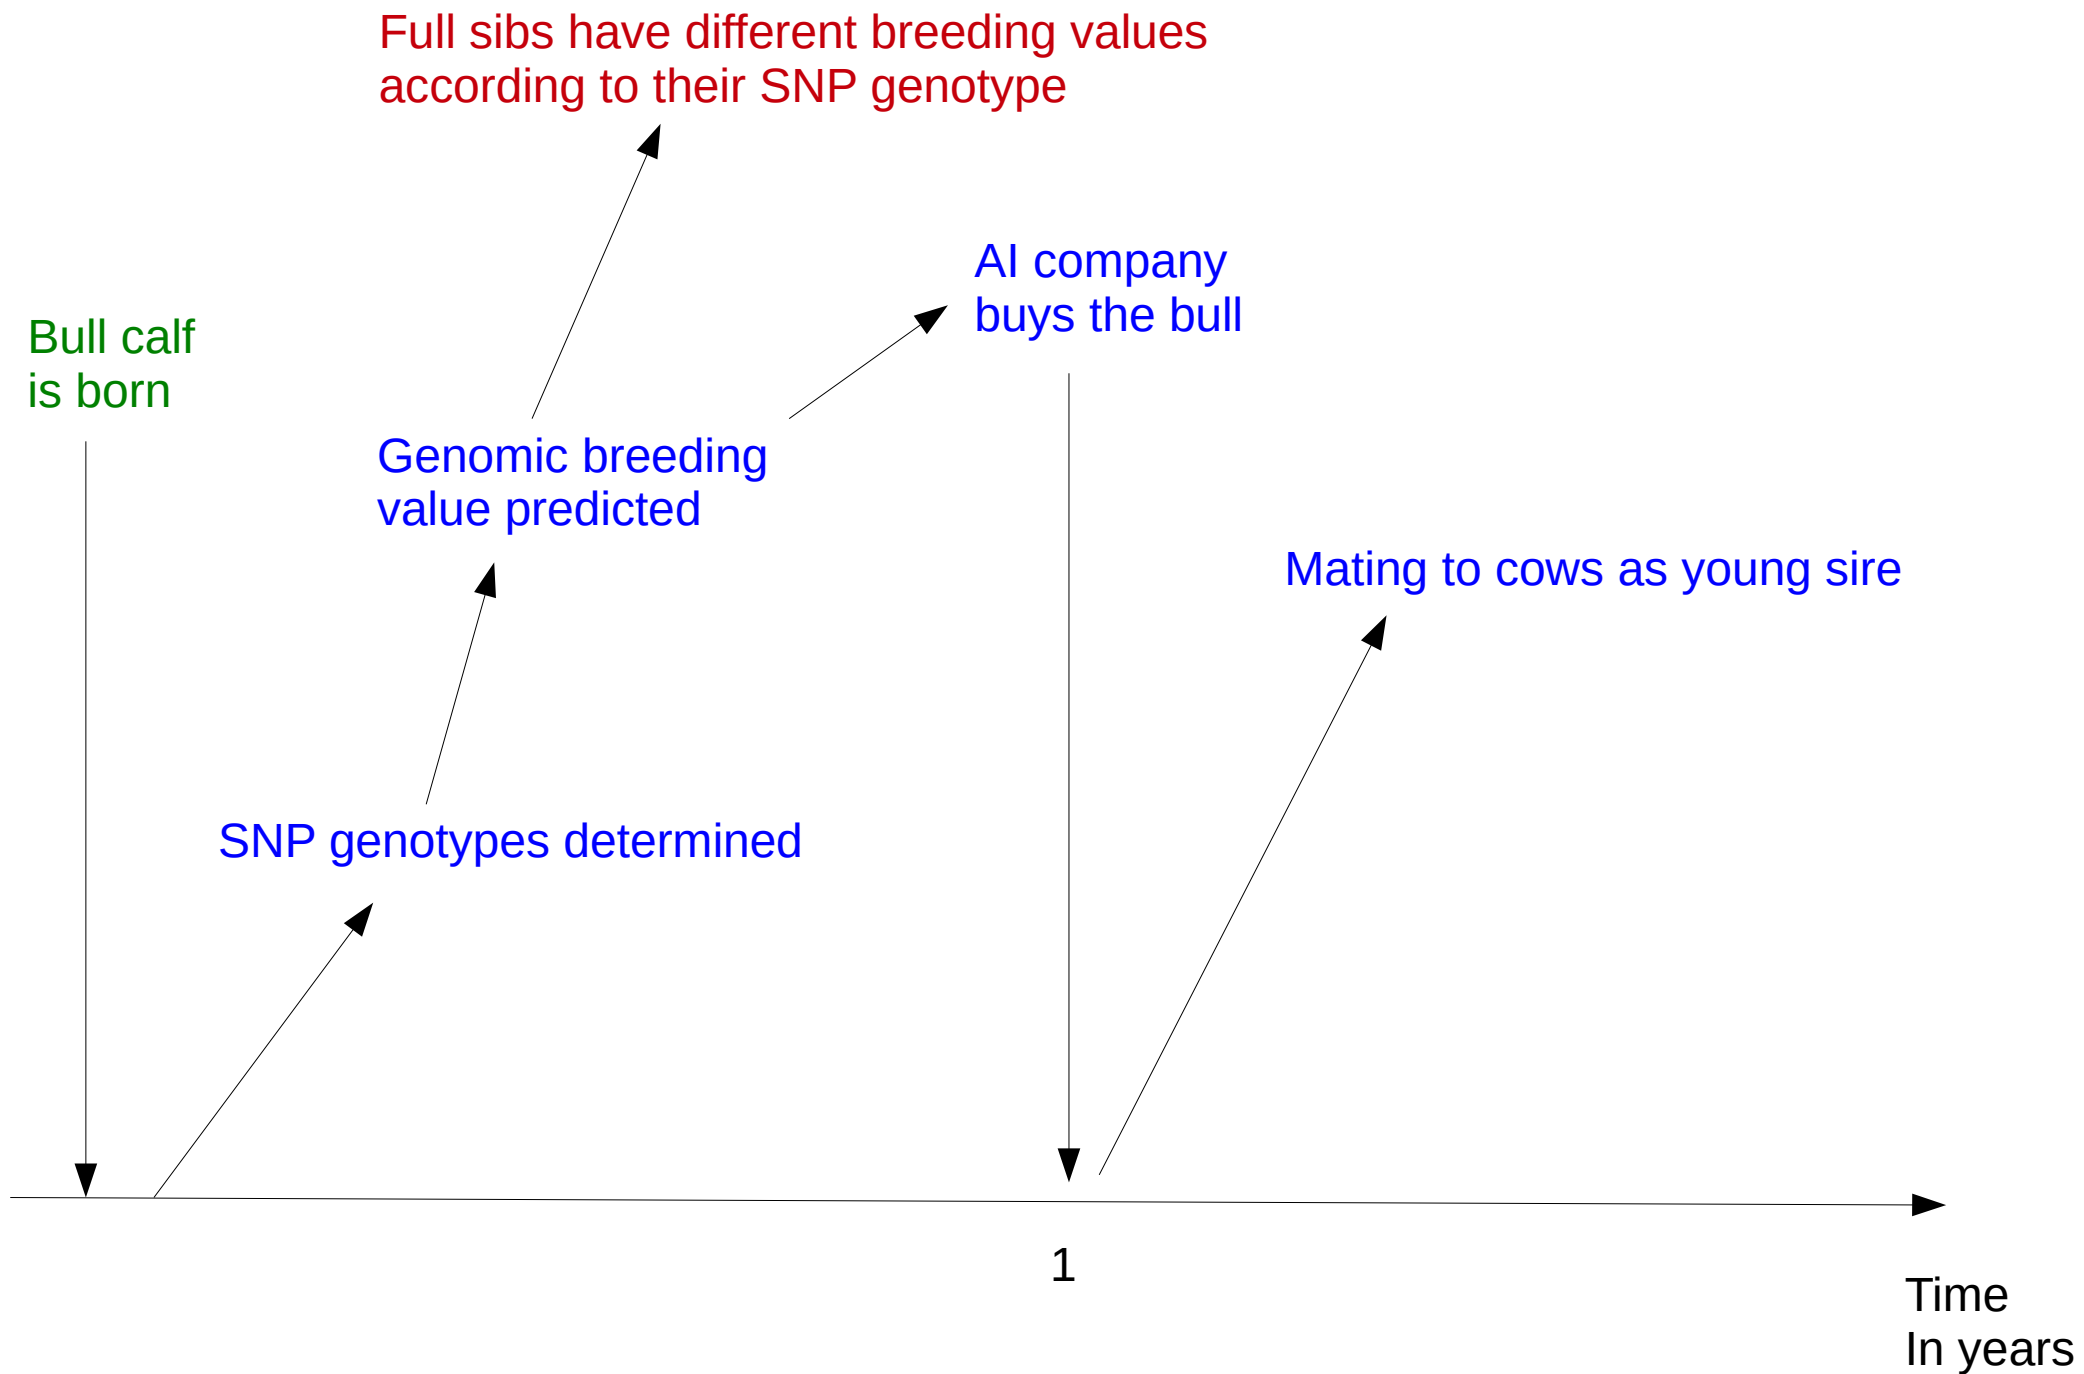 Full sibs have different breeding values
according to their SNP genotype
AI company
buys the bull
Bull calf
is born
Genomic breeding
value predicted
Mating to cows as young sire
SNP genotypes determined
1
Time
In years